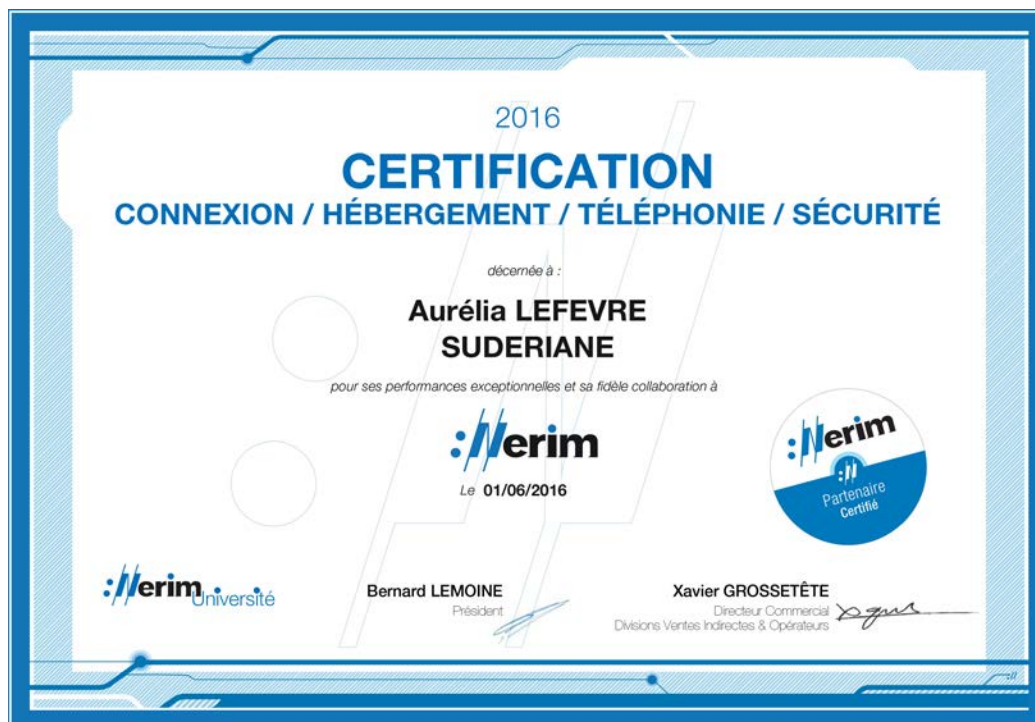 2016
CERTIFICATION
CONNEXION / HÉBERGEMENT / TÉLÉPHONIE / SÉCURITÉ
décernée à :
Aurélia LEFEVRE
SUDERIANE
pour ses performances exceptionnelles et sa fidèle collaboration à
://erim
Le 01/06/2016
://erim
://
Partenaire
Certifié
://erim Université
Bernard LEMOINE
Président
Xavier GROSSETÊTE
Directeur Commercial
Divisions Ventes Indirectes & Opérateurs
://